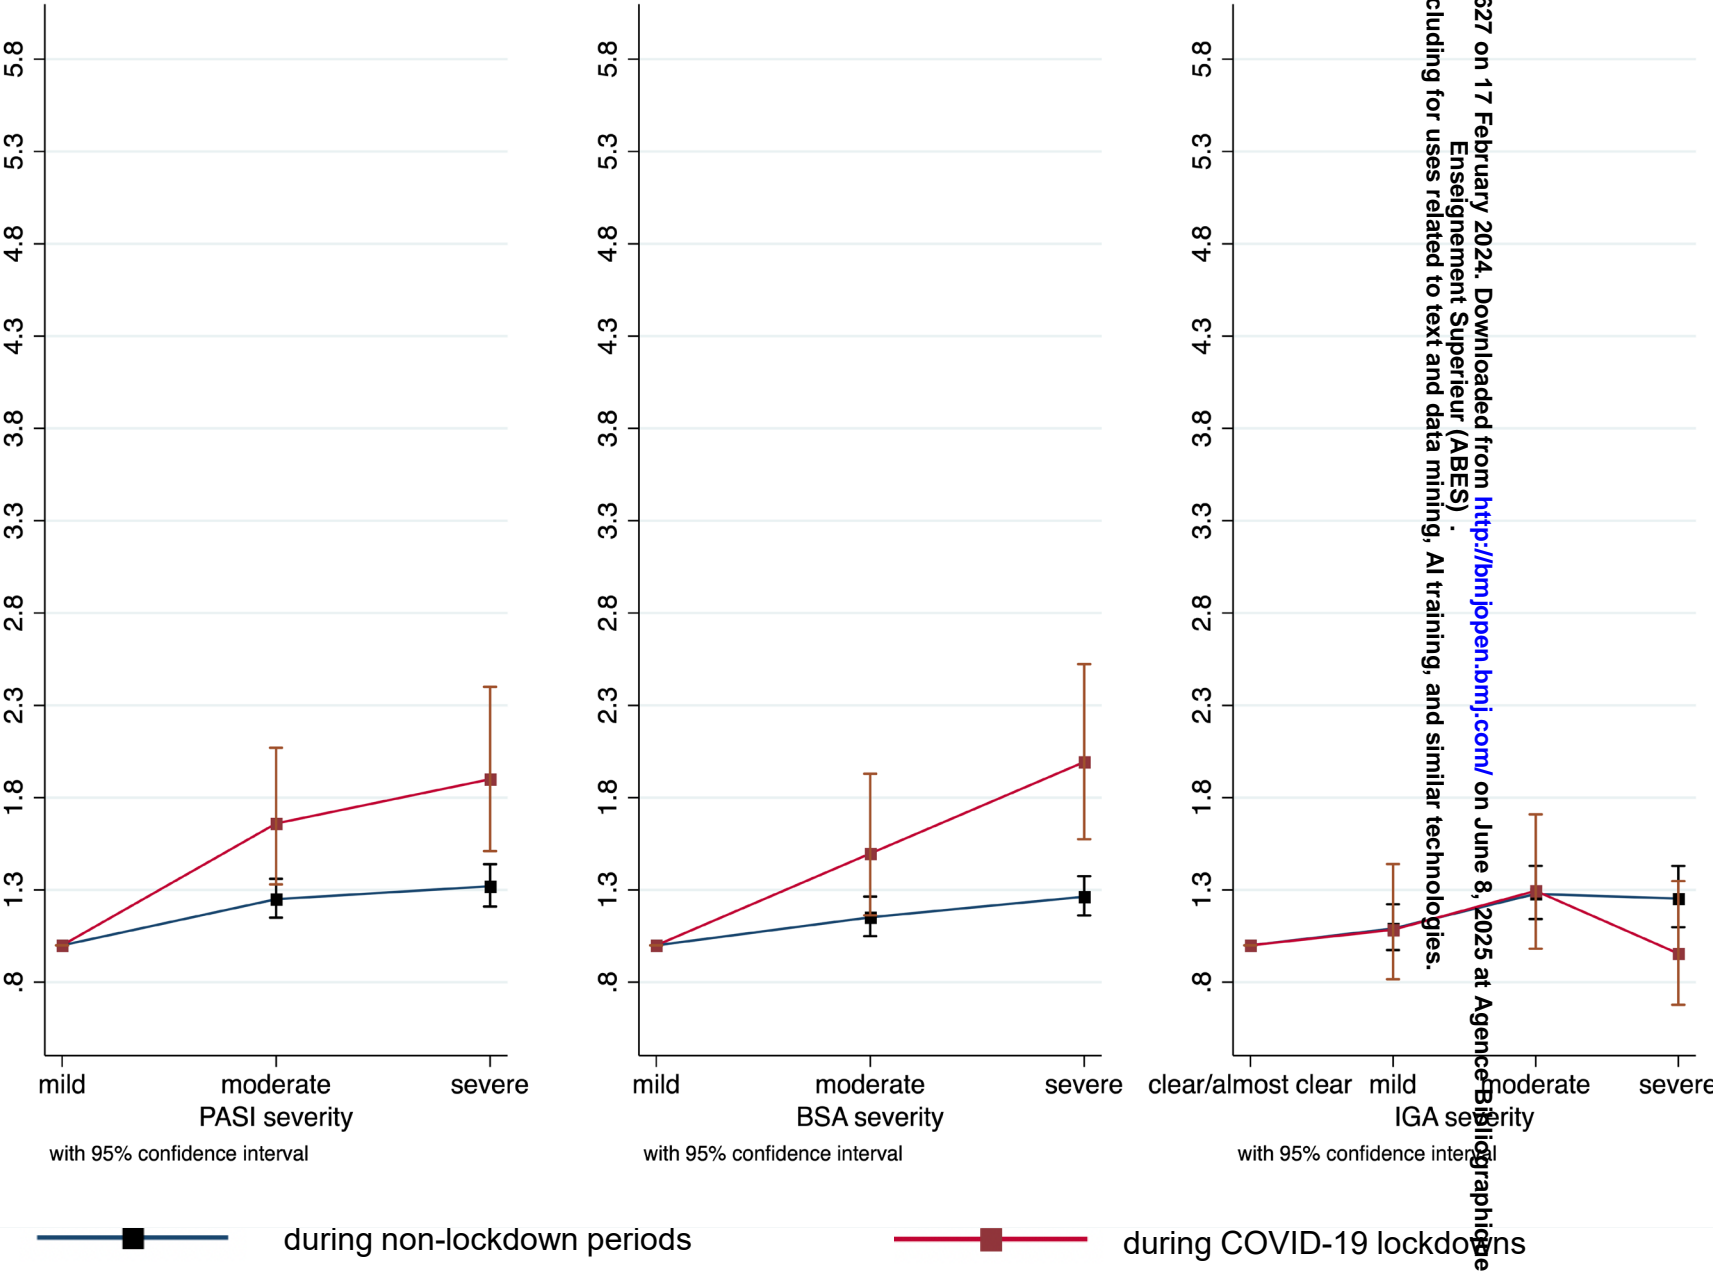 5.8
5.3
4.8
4.3
3.8
3.3
2.8
2.3
1.8
1.3
.8
mild moderate severe
PASI severity
with 95% confidence interval
5.8
5.3
4.8
4.3
3.8
3.3
2.8
2.3
1.8
1.3
.8
mild moderate severe
BSA severity
with 95% confidence interval
5.8
5.3
4.8
4.3
3.8
3.3
2.8
2.3
1.8
1.3
.8
clear/almost clear mild moderate severe
IGA severity
with 95% confidence interval
627 on 17 February 2024. Downloaded from http://bmjopen.bmj.com/ on June 8, 2025 at Agence Bibliographique
Enseignement Superieur (ABES) .
cluding for uses related to text and data mining, AI training, and similar technologies.
during non-lockdown periods
during COVID-19 lockdowns